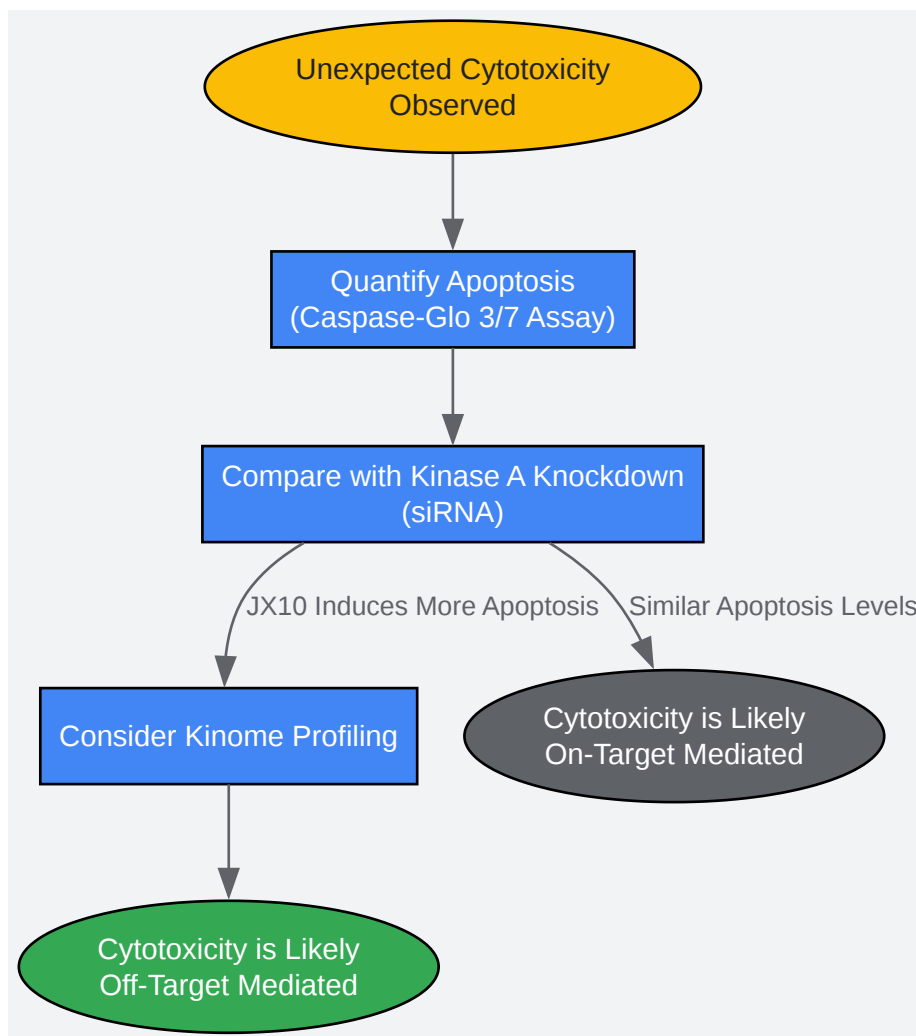 Unexpected Cytotoxicity
Observed
Quantify Apoptosis
(Caspase-Glo 3/7 Assay)
Compare with Kinase A Knockdown
(siRNA)
JX10 Induces More Apoptosis
Similar Apoptosis Levels
Consider Kinome Profiling
Cytotoxicity is Likely
On-Target Mediated
Cytotoxicity is Likely
Off-Target Mediated